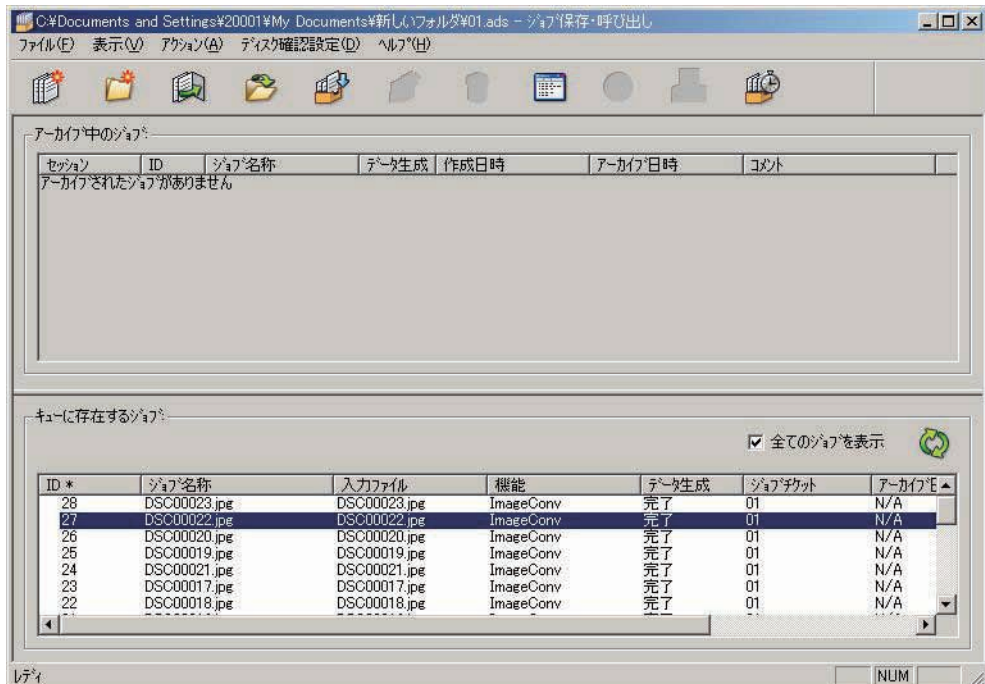 C:¥Documents and Settings¥20001¥My Documents¥新しいフォルダ¥01.ads - ｼﾞｮﾌﾞ保存・呼び出し
ﾌｧｲﾙ(F) 表示(V) ｱｸｼｮﾝ(A) ﾃﾞｨｽｸ確認設定(D) ﾍﾙﾌﾟ(H)
ｱｰｶｲﾌﾞ中のｼﾞｮﾌﾞ:
ｾｯｼｮﾝ ID ｼﾞｮﾌﾞ名称 ﾃﾞｰﾀ生成 作成日時 ｱｰｶｲﾌﾞ日時 ｺﾒﾝﾄ
ｱｰｶｲﾌﾞされたｼﾞｮﾌﾞがありません
ｷｭｰに存在するｼﾞｮﾌﾞ:
全てのｼﾞｮﾌﾞを表示
ID * ｼﾞｮﾌﾞ名称 入力ﾌｧｲﾙ 機能 ﾃﾞｰﾀ生成 ｼﾞｮﾌﾞﾁｹｯﾄ ｱｰｶｲﾌﾞ
28 DSC00023.jpg DSC00023.jpg ImageConv 完了 01 N/A
27 DSC00022.jpg DSC00022.jpg ImageConv 完了 01 N/A
26 DSC00020.jpg DSC00020.jpg ImageConv 完了 01 N/A
25 DSC00019.jpg DSC00019.jpg ImageConv 完了 01 N/A
24 DSC00021.jpg DSC00021.jpg ImageConv 完了 01 N/A
23 DSC00017.jpg DSC00017.jpg ImageConv 完了 01 N/A
22 DSC00018.jpg DSC00018.jpg ImageConv 完了 01 N/A
ﾚﾃﾞｨ NUM